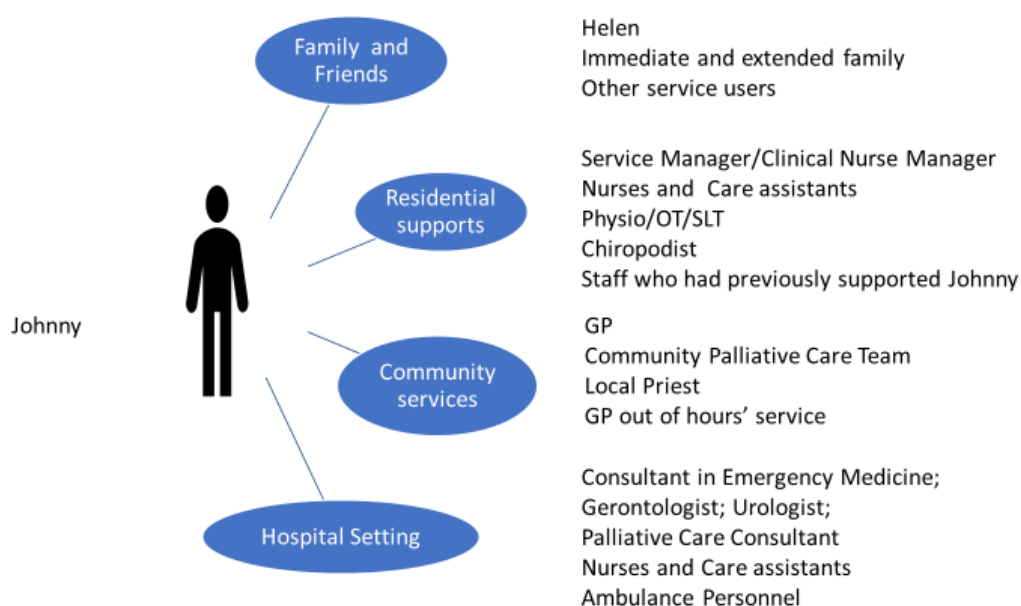 Johnny
Family and
Friends
Helen
Immediate and extended family
Other service users
Residential
supports
Service Manager/Clinical Nurse Manager
Nurses and Care assistants
Physio/OT/SLT
Chiropodist
Staff who had previously supported Johnny
Community
services
GP
Community Palliative Care Team
Local Priest
GP out of hours’ service
Hospital Setting
Consultant in Emergency Medicine;
Gerontologist; Urologist;
Palliative Care Consultant
Nurses and Care assistants
Ambulance Personnel